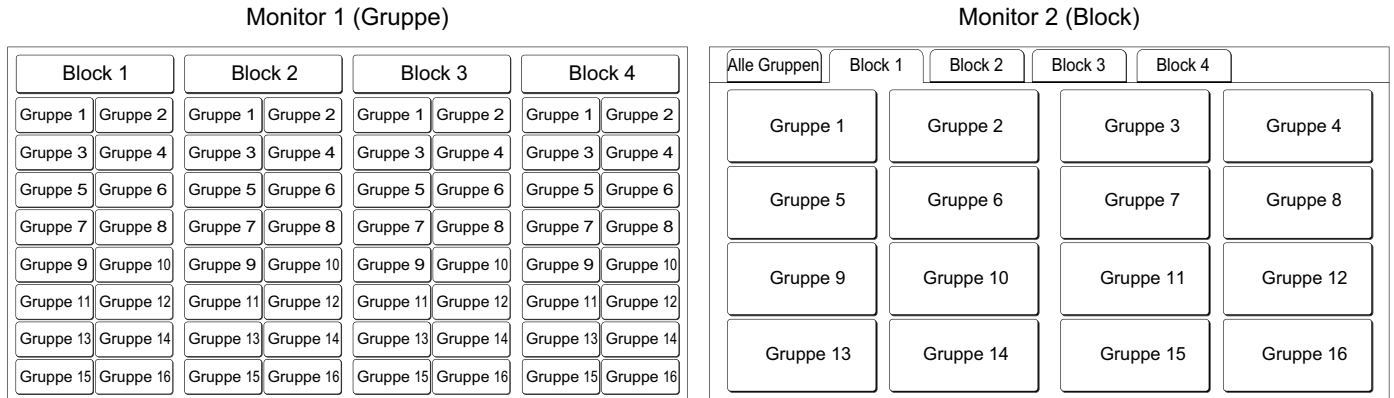 Monitor 1 (Gruppe)
Block 1 Block 2 Block 3 Block 4
Gruppe 1 Gruppe 2 Gruppe 1 Gruppe 2 Gruppe 1 Gruppe 2 Gruppe 1 Gruppe 2
Gruppe 3 Gruppe 4 Gruppe 3 Gruppe 4 Gruppe 3 Gruppe 4 Gruppe 3 Gruppe 4
Gruppe 5 Gruppe 6 Gruppe 5 Gruppe 6 Gruppe 5 Gruppe 6 Gruppe 5 Gruppe 6
Gruppe 7 Gruppe 8 Gruppe 7 Gruppe 8 Gruppe 7 Gruppe 8 Gruppe 7 Gruppe 8
Gruppe 9 Gruppe 10 Gruppe 9 Gruppe 10 Gruppe 9 Gruppe 10 Gruppe 9 Gruppe 10
Gruppe 11 Gruppe 12 Gruppe 11 Gruppe 12 Gruppe 11 Gruppe 12 Gruppe 11 Gruppe 12
Gruppe 13 Gruppe 14 Gruppe 13 Gruppe 14 Gruppe 13 Gruppe 14 Gruppe 13 Gruppe 14
Gruppe 15 Gruppe 16 Gruppe 15 Gruppe 16 Gruppe 15 Gruppe 16 Gruppe 15 Gruppe 16
Monitor 2 (Block)
Alle Gruppen Block 1 Block 2 Block 3 Block 4
Gruppe 1 Gruppe 2 Gruppe 3 Gruppe 4
Gruppe 5 Gruppe 6 Gruppe 7 Gruppe 8
Gruppe 9 Gruppe 10 Gruppe 11 Gruppe 12
Gruppe 13 Gruppe 14 Gruppe 15 Gruppe 16